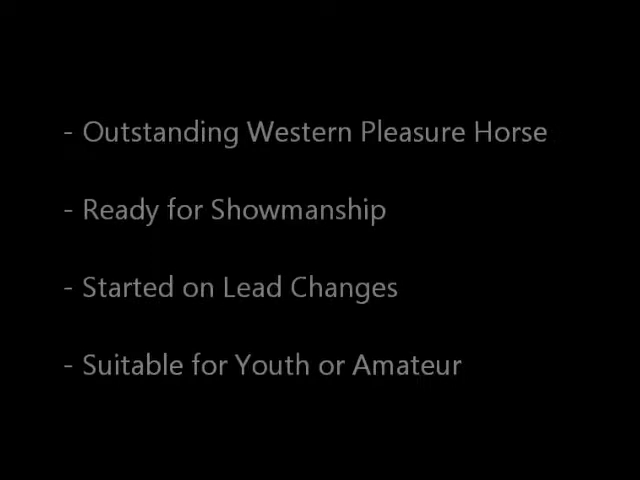 - Outstanding Western Pleasure Horse
- Ready for Showmanship
- Started on Lead Changes
- Suitable for Youth or Amateur